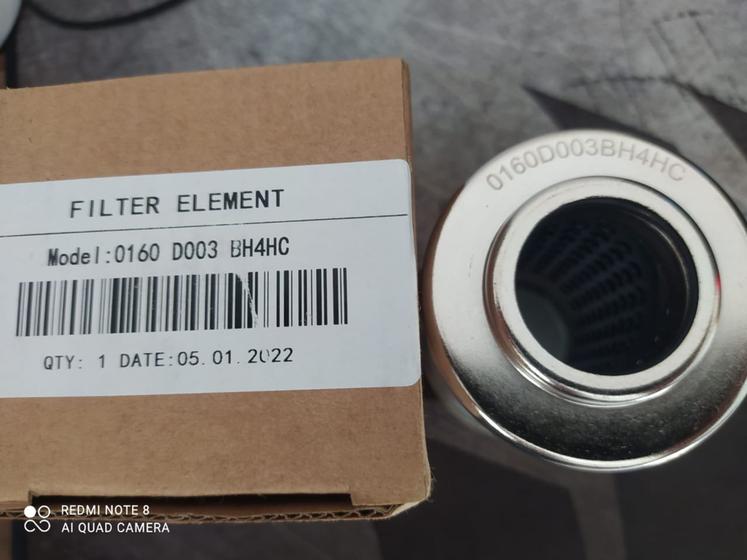 FILTER ELEMENT
Model:0160 D003 BH4HC
QTY: 1 DATE:05.01.2022
0160D003BH4HC
REDMI NOTE 8
AI QUAD CAMERA